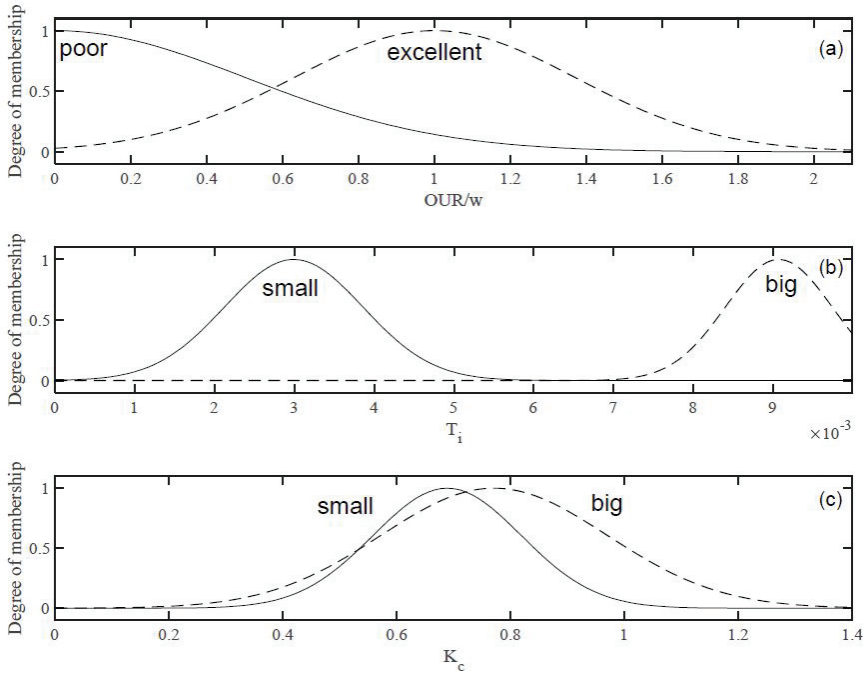 Degree of membership
1
0.5
0
poor
excellent
(a)
0 0.2 0.4 0.6 0.8 1 1.2 1.4 1.6 1.8 2
OUR/w
Degree of membership
1
0.5
0
small
big
(b)
0 1 2 3 4 5 6 7 8 9
T_i
×10^-3
Degree of membership
1
0.5
0
small
big
(c)
0 0.2 0.4 0.6 0.8 1 1.2 1.4
K_c